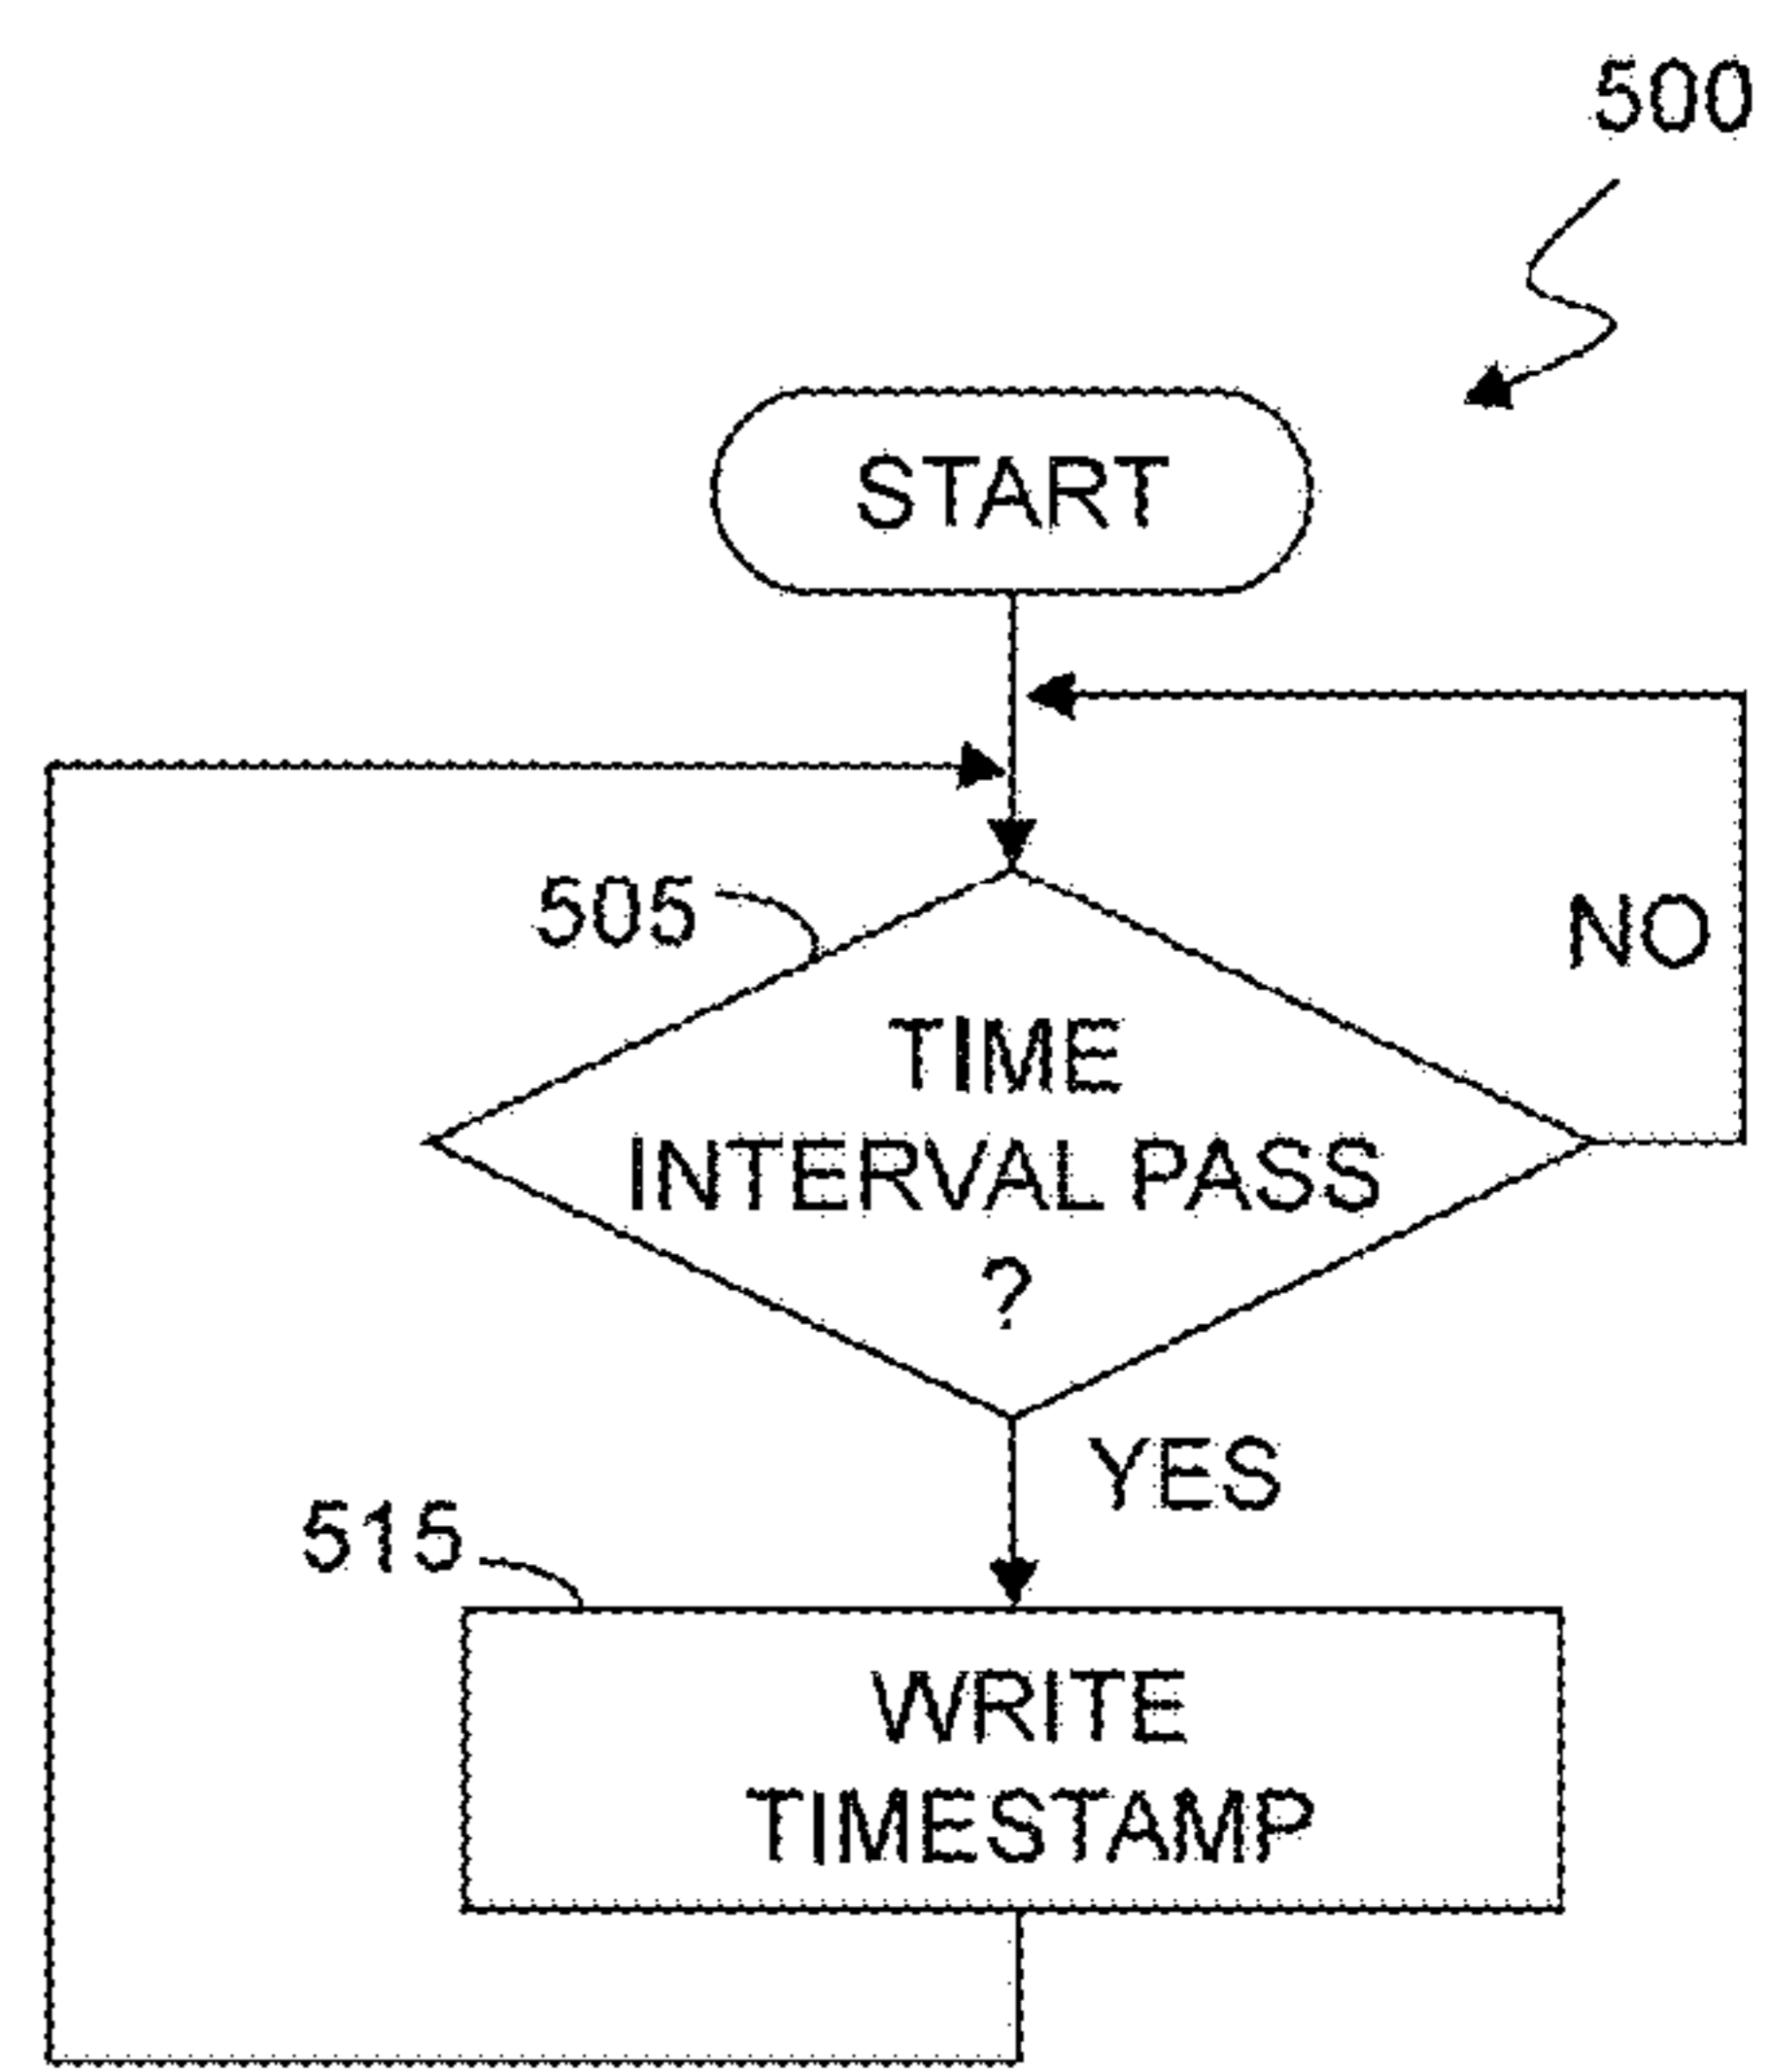 500
START
505
NO
TIME
INTERVAL PASS
?
YES
515
WRITE
TIMESTAMP